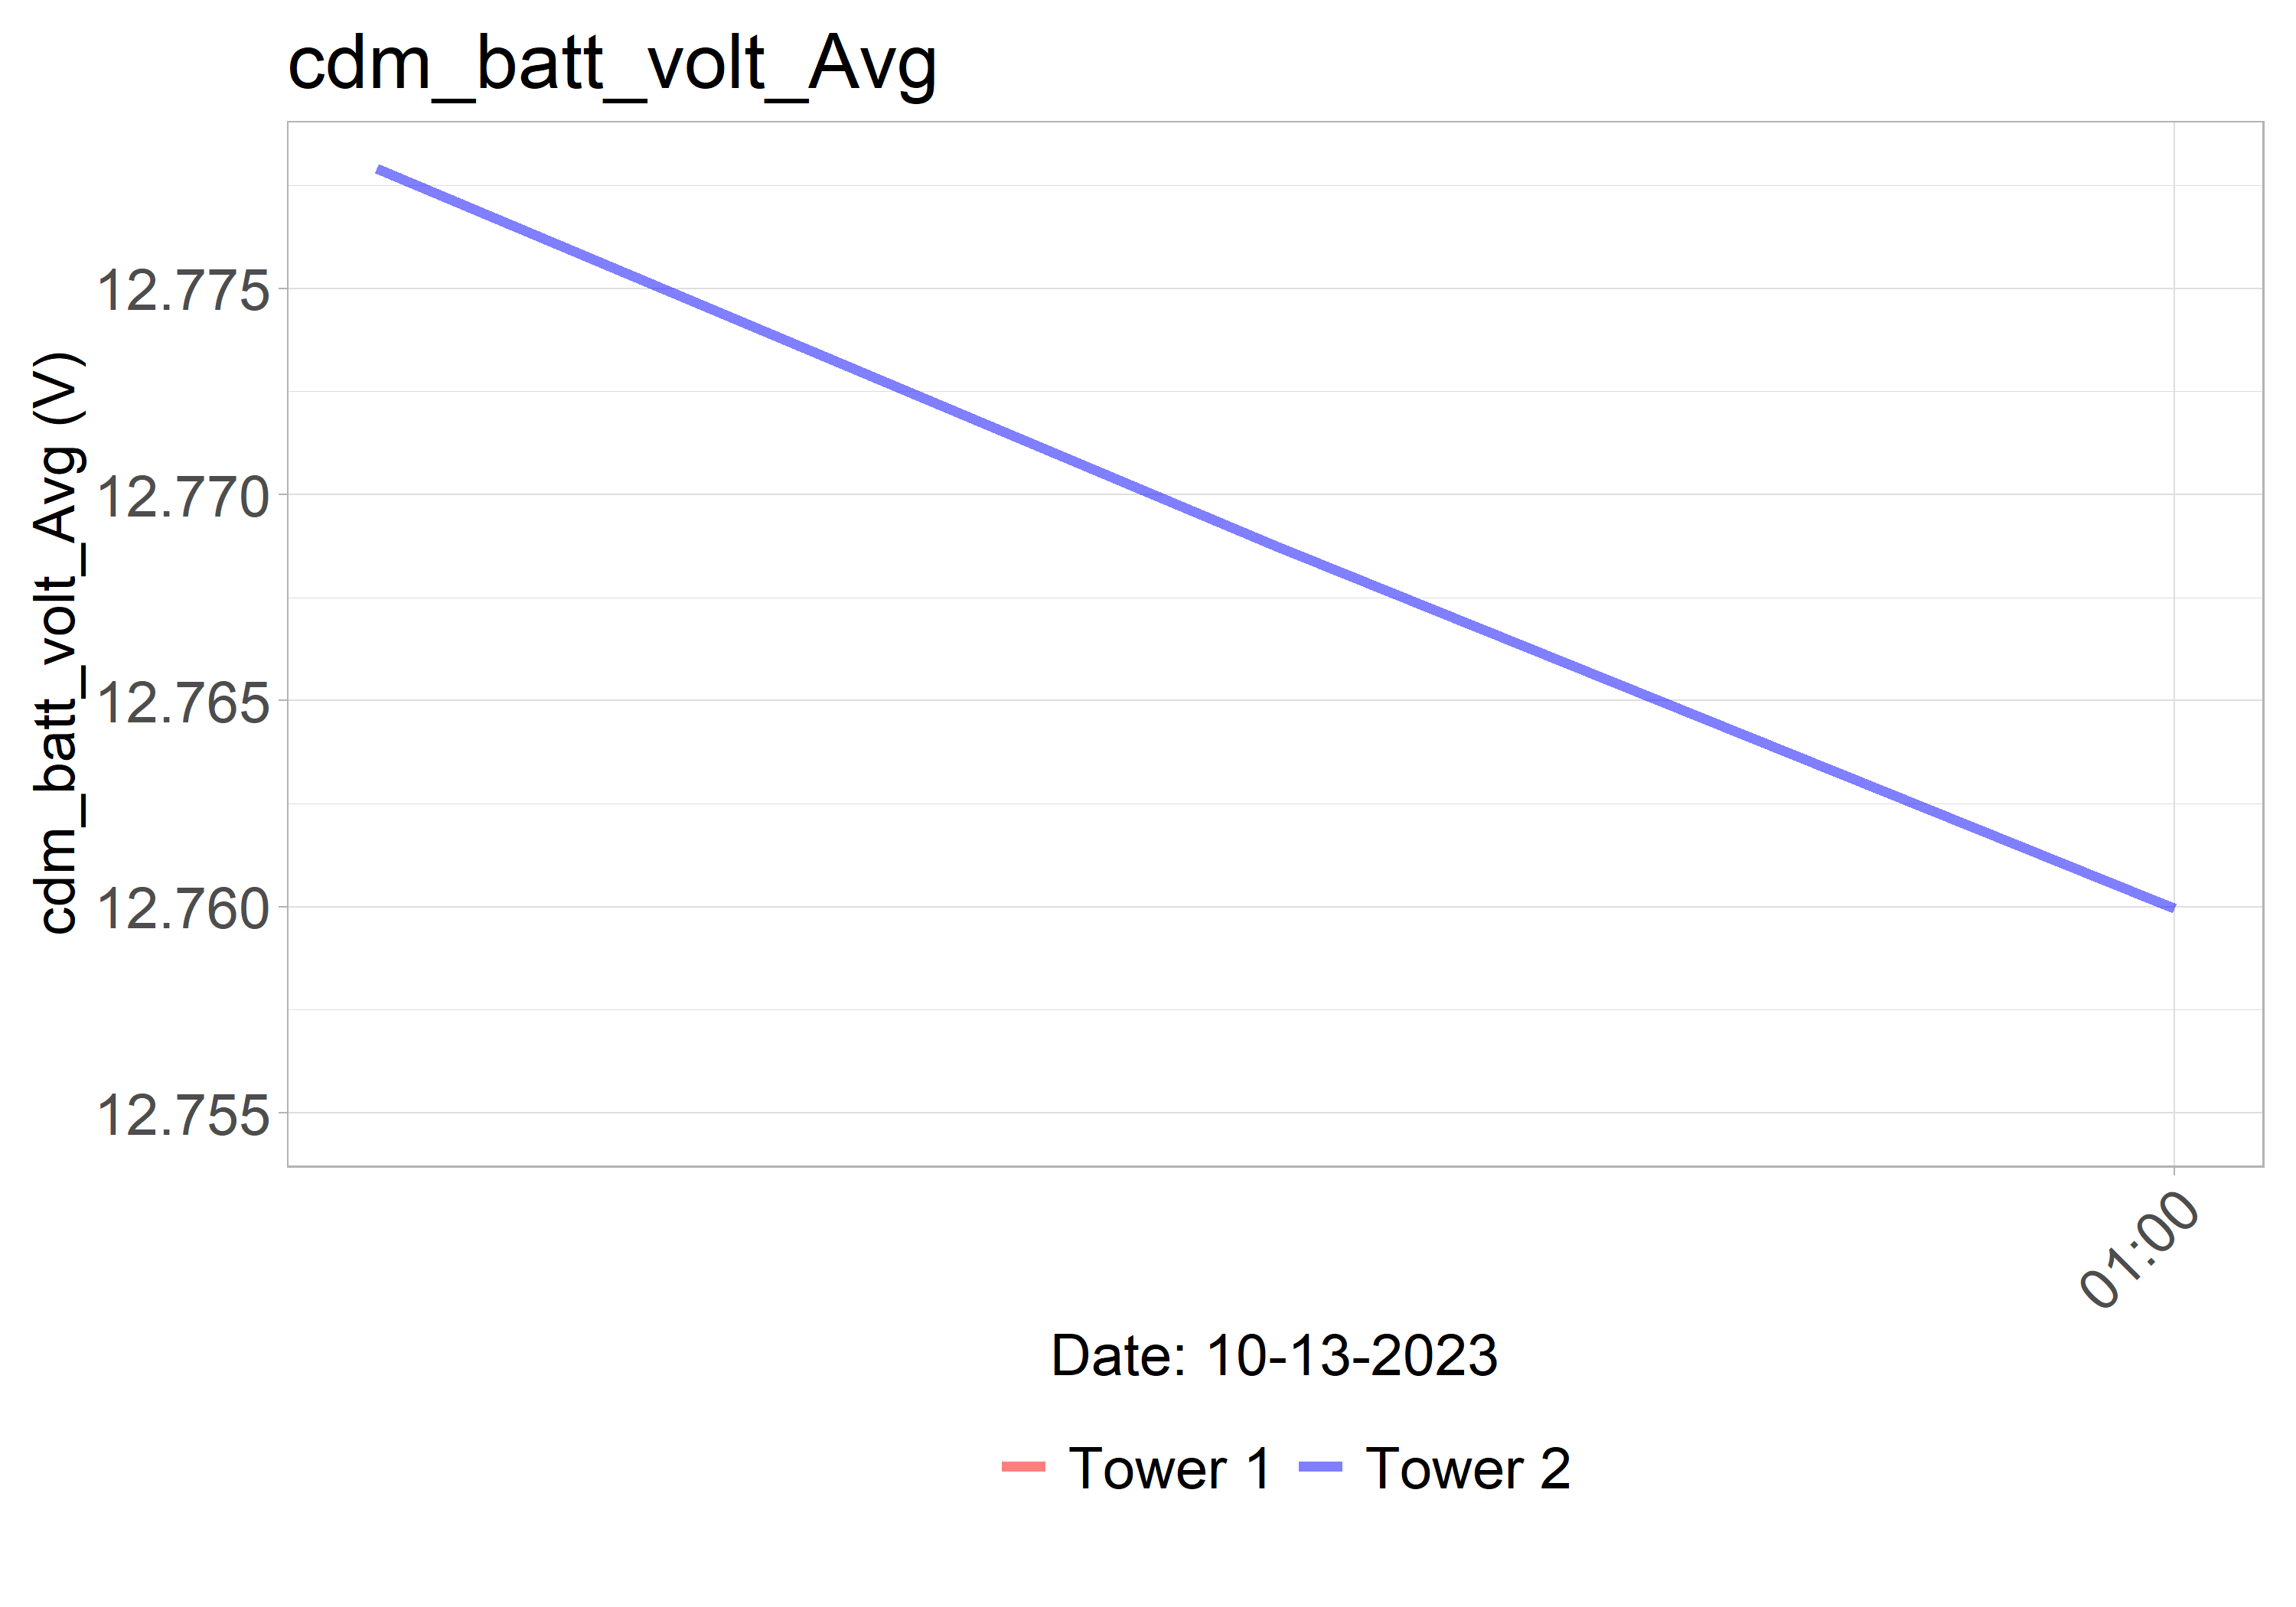 cdm_batt_volt_Avg
cdm_batt_volt_Avg (V)
12.775
12.770
12.765
12.760
12.755
01:00
Date: 10-13-2023
Tower 1 Tower 2